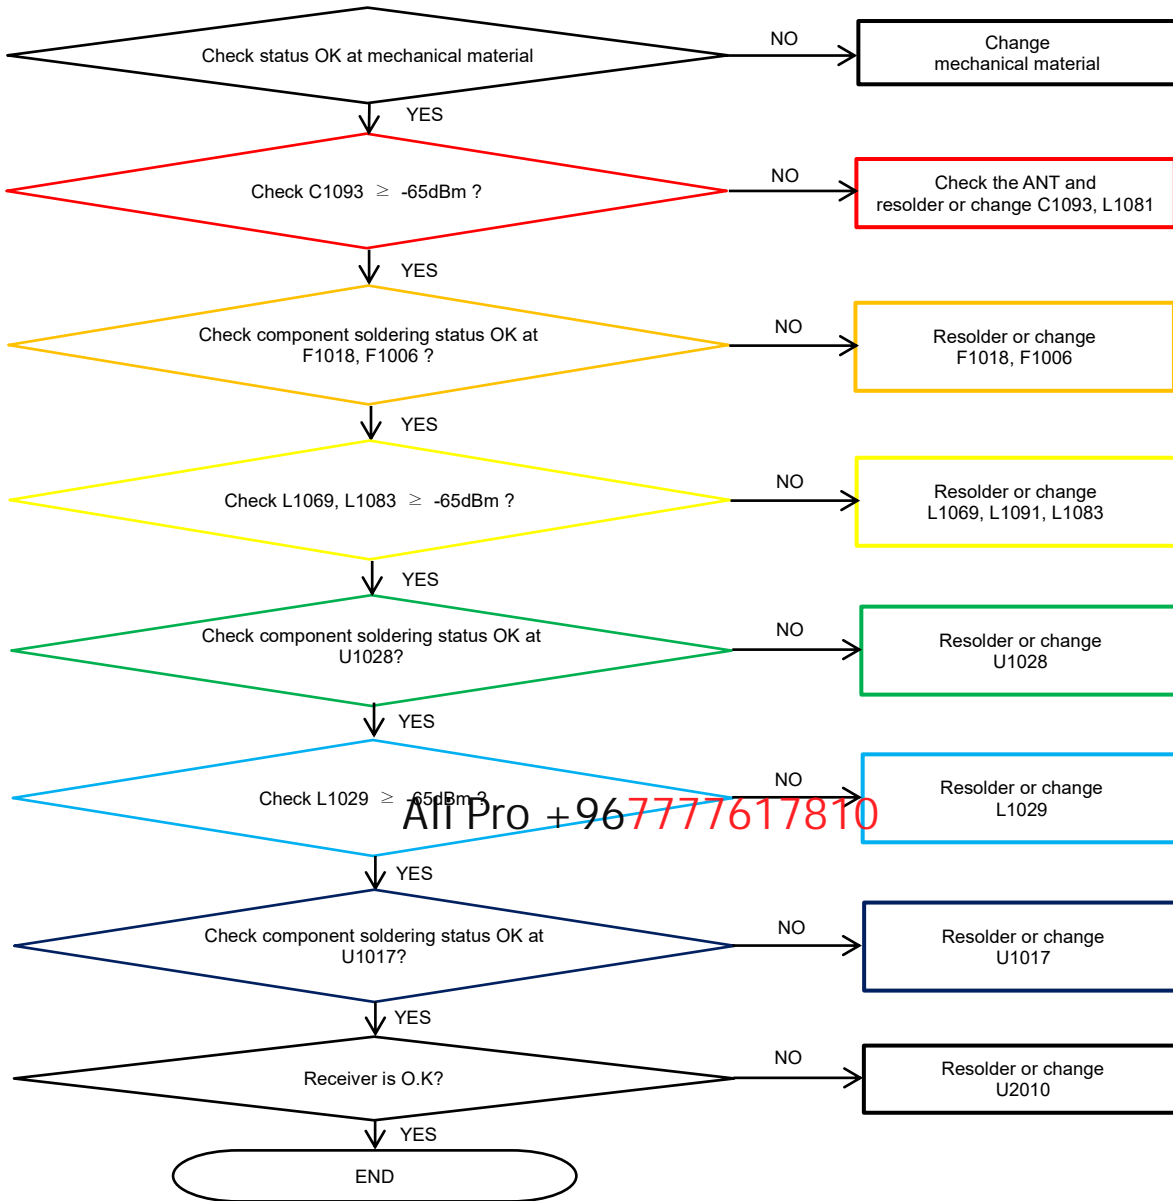 Check status OK at mechanical material
NO
Change
mechanical material
YES
Check C1093 ≥ -65dBm ?
NO
Check the ANT and
resolder or change C1093, L1081
YES
Check component soldering status OK at
F1018, F1006 ?
NO
Resolder or change
F1018, F1006
YES
Check L1069, L1083 ≥ -65dBm ?
NO
Resolder or change
L1069, L1091, L1083
YES
Check component soldering status OK at
U1028?
NO
Resolder or change
U1028
YES
Check L1029 ≥ -65dBm ?
NO
Resolder or change
L1029
Ali Pro +967777617810
YES
Check component soldering status OK at
U1017?
NO
Resolder or change
U1017
YES
Receiver is O.K?
NO
Resolder or change
U2010
YES
END